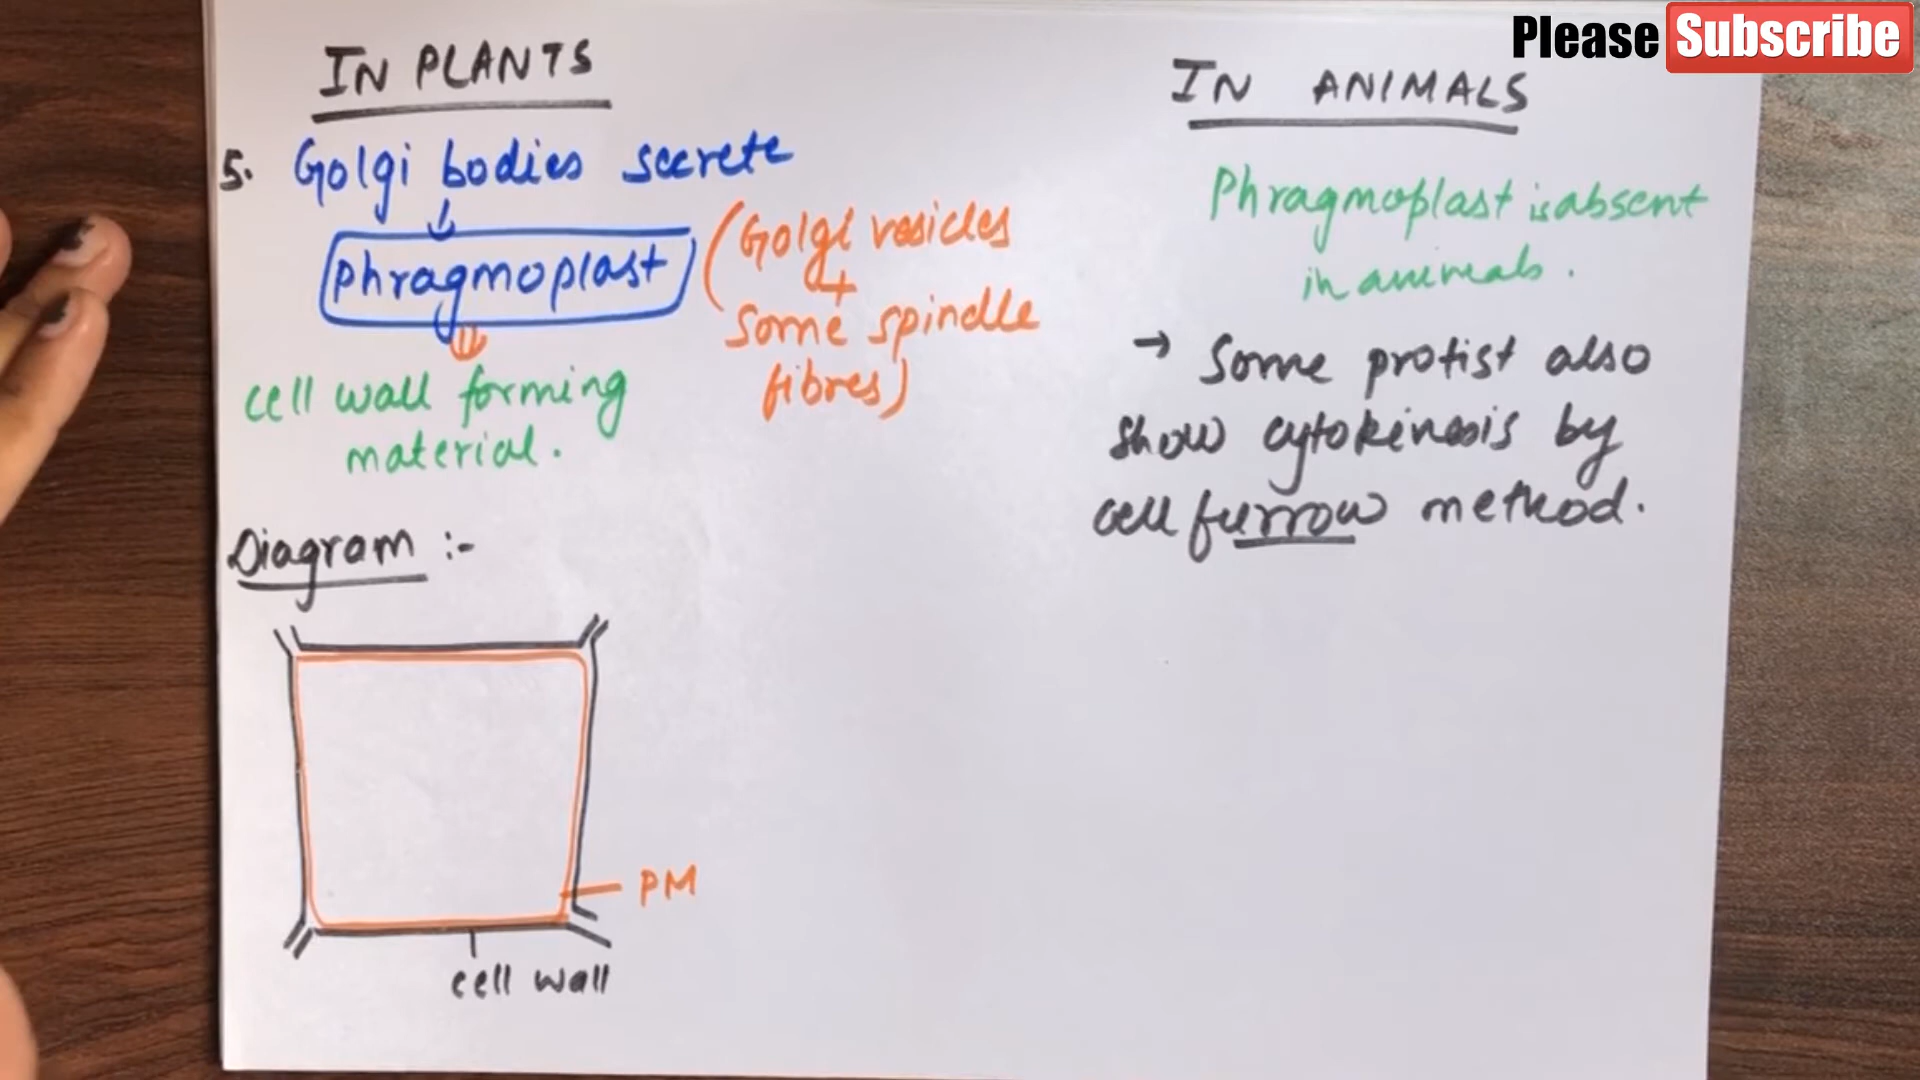 Please Subscribe
IN PLANTS
5. Golgi bodies secrete
Phragmoplast
(Golgi vesicles
+
some spindle
fibres)
cell wall forming
material.
Diagram :-
PM
cell wall
IN ANIMALS
Phragmoplast is absent
in animals.
→ Some protist also
show cytokinesis by
cell furrow method.